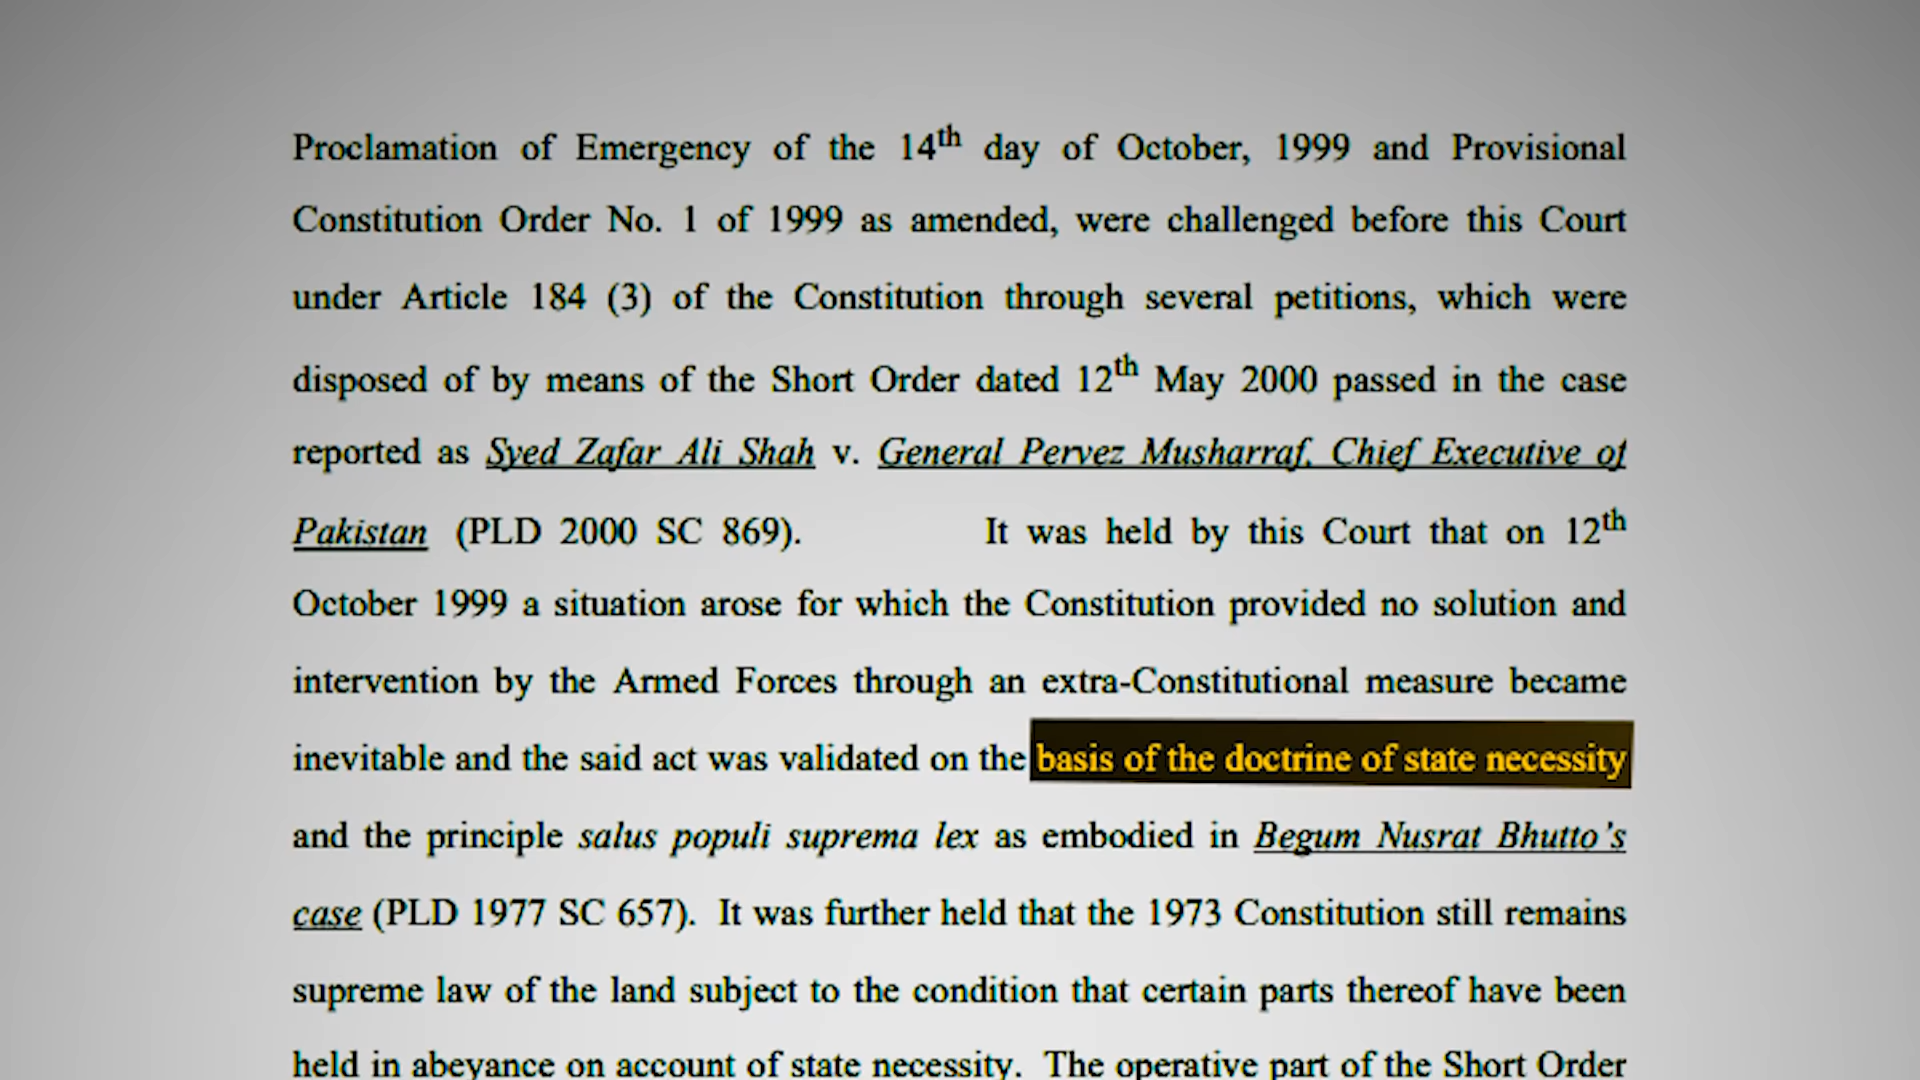 Proclamation of Emergency of the 14th day of October, 1999 and Provisional
Constitution Order No. 1 of 1999 as amended, were challenged before this Court
under Article 184 (3) of the Constitution through several petitions, which were
disposed of by means of the Short Order dated 12th May 2000 passed in the case
reported as Syed Zafar Ali Shah v. General Pervez Musharraf, Chief Executive of
Pakistan (PLD 2000 SC 869). It was held by this Court that on 12th
October 1999 a situation arose for which the Constitution provided no solution and
intervention by the Armed Forces through an extra-Constitutional measure became
inevitable and the said act was validated on the basis of the doctrine of state necessity
and the principle salus populi suprema lex as embodied in Begum Nusrat Bhutto's
case (PLD 1977 SC 657). It was further held that the 1973 Constitution still remains
supreme law of the land subject to the condition that certain parts thereof have been
held in abeyance on account of state necessity. The operative part of the Short Order